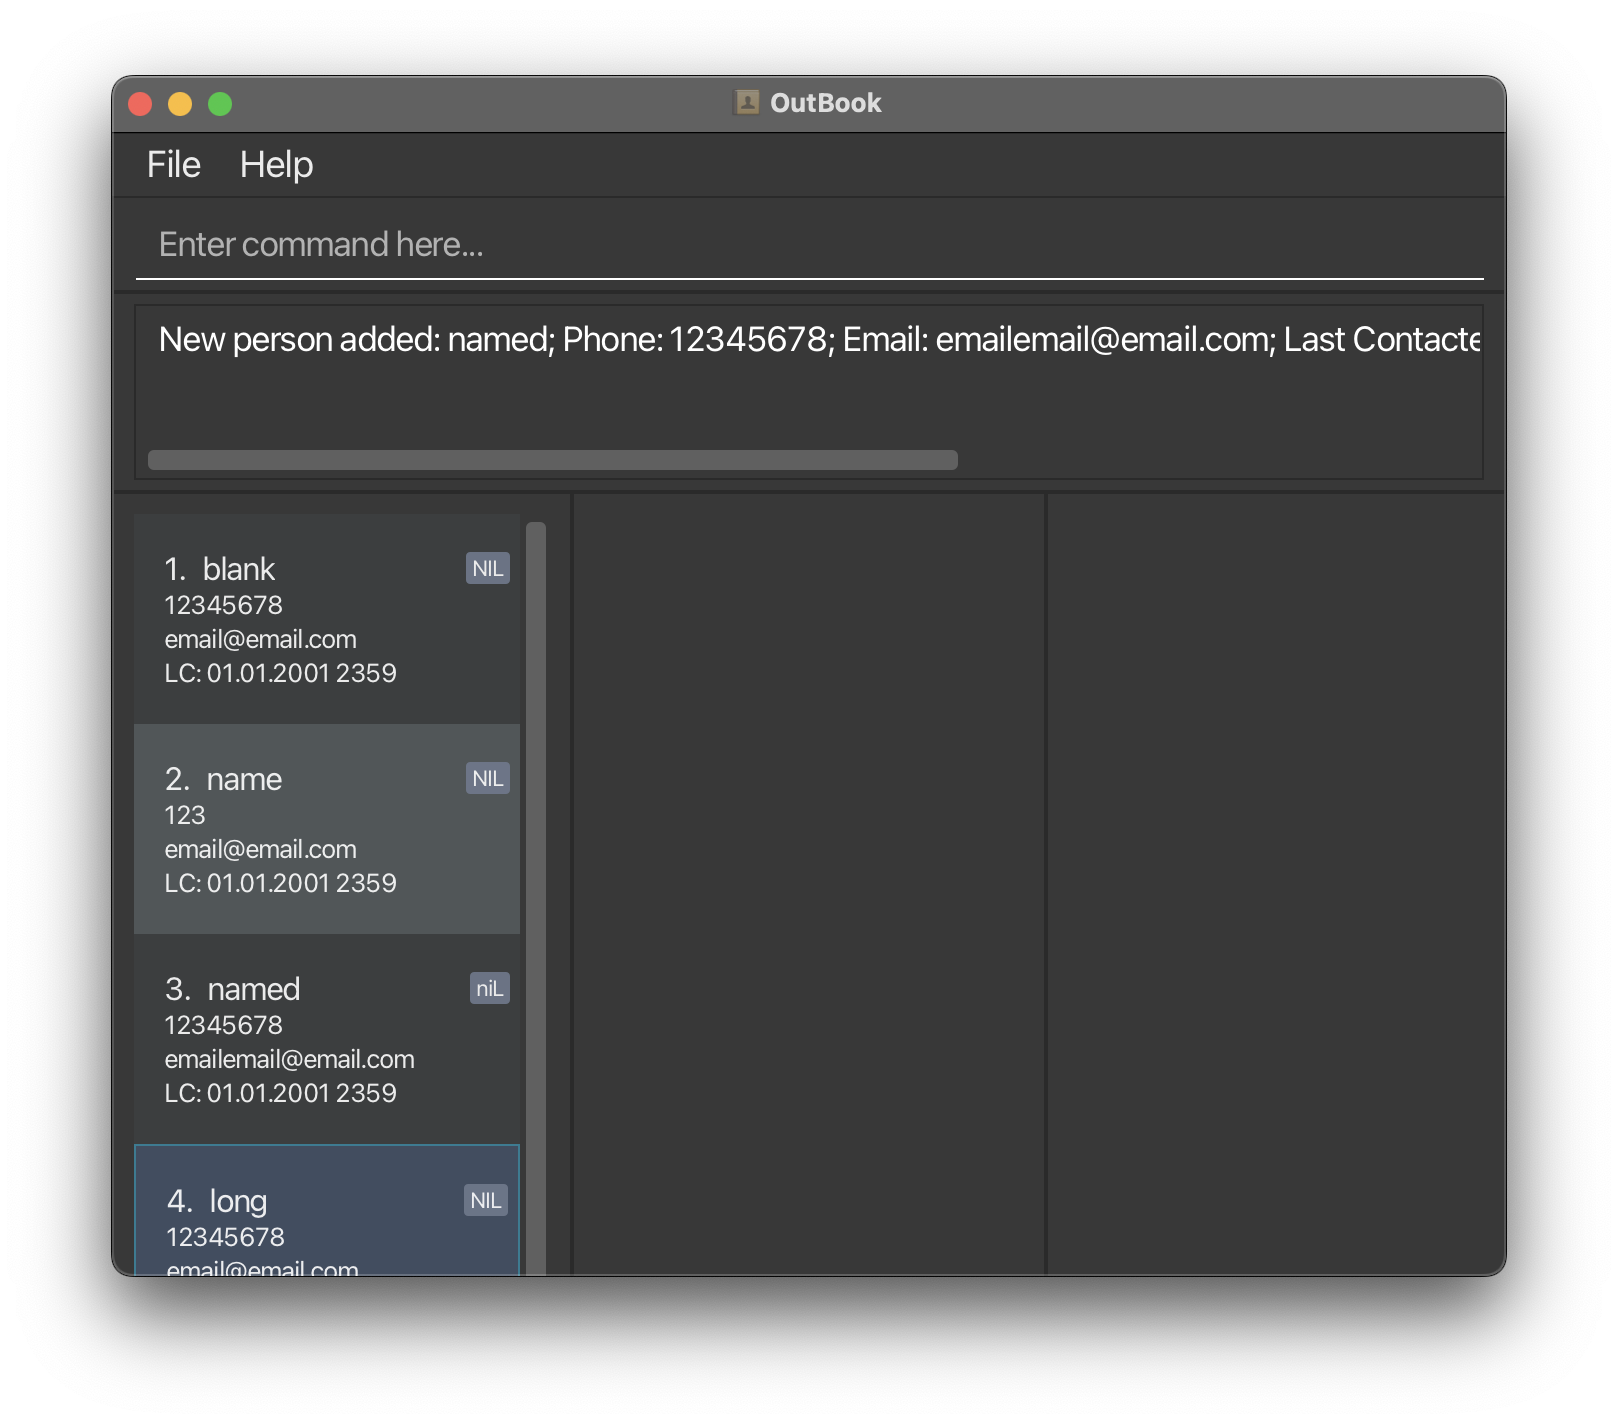 OutBook
File Help
Enter command here...
New person added: named; Phone: 12345678; Email: emailemail@email.com; Last Contacte
1. blank NIL
12345678
email@email.com
LC: 01.01.2001 2359
2. name NIL
123
email@email.com
LC: 01.01.2001 2359
3. named niL
12345678
emailemail@email.com
LC: 01.01.2001 2359
4. long NIL
12345678
email@email.com